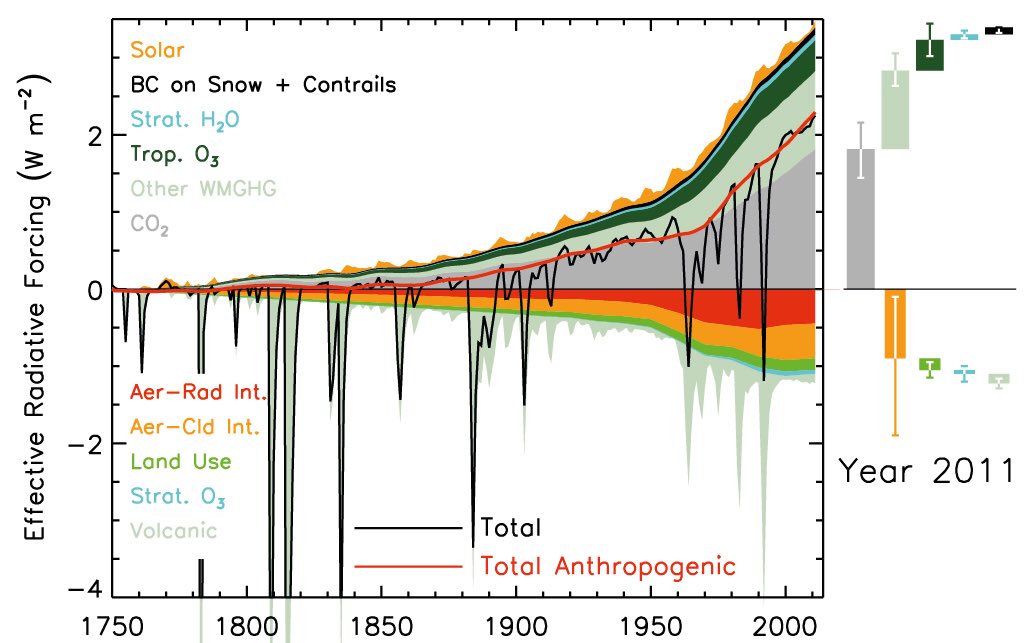 Effective Radiative Forcing (W m⁻²)
Solar
BC on Snow + Contrails
Strat. H₂O
Trop. O₃
Other WMGHG
CO₂
2
0
−2
−4
Aer−Rad Int.
Aer−Cld Int.
Land Use
Strat. O₃
Volcanic
Total
Total Anthropogenic
1750 1800 1850 1900 1950 2000
Year 2011